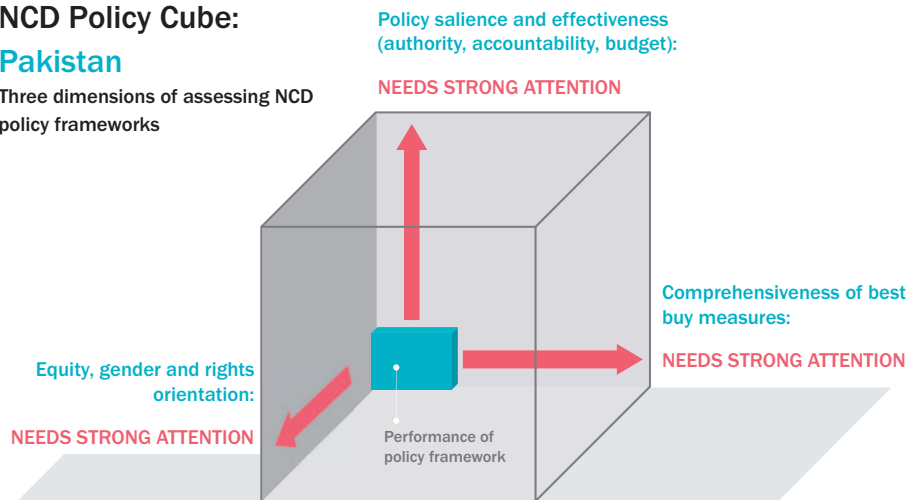 NCD Policy Cube:
Pakistan
Three dimensions of assessing NCD
policy frameworks
Policy salience and effectiveness
(authority, accountability, budget):
NEEDS STRONG ATTENTION
Comprehensiveness of best
buy measures:
NEEDS STRONG ATTENTION
Equity, gender and rights
orientation:
NEEDS STRONG ATTENTION
Performance of
policy framework